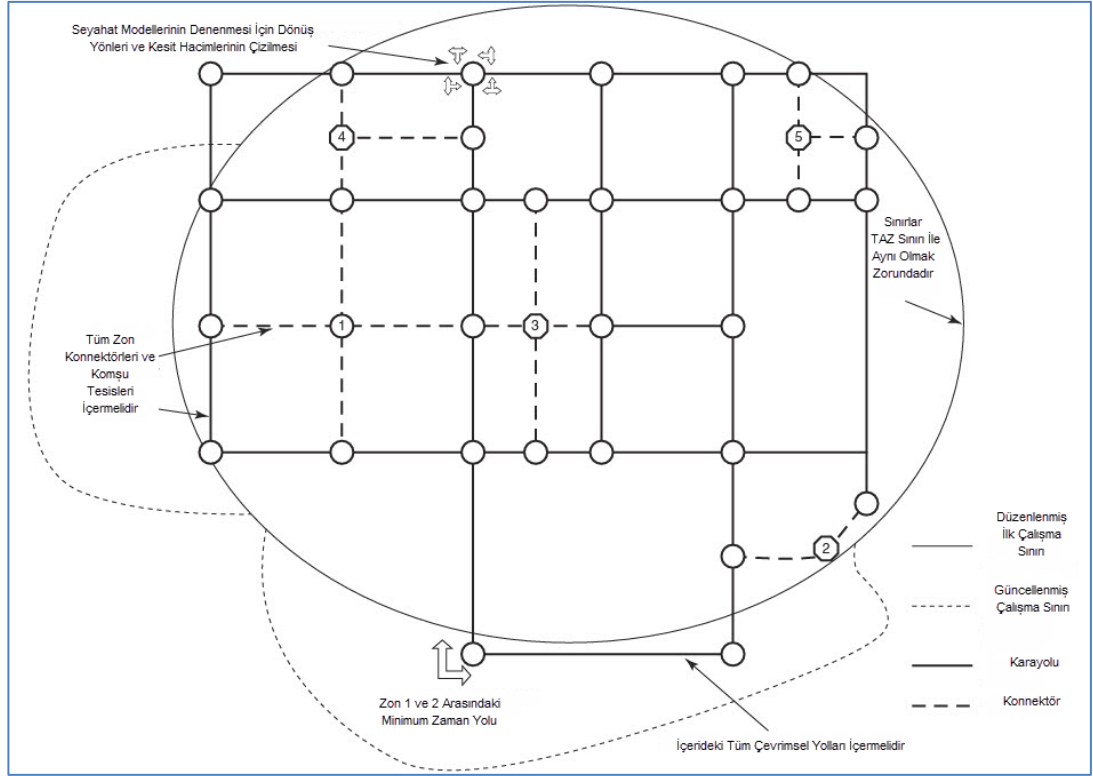 Seyahat Modellerinin Denenmesi İçin Dönüş
Yönleri ve Kesit Hacimlerinin Çizilmesi
4
5
Sınırlar
TAZ Sınırı İle
Aynı Olmak
Zorundadır
1
3
Tüm Zon
Konnektörleri ve
Komşu
Tesisleri
İçermelidir
2
Düzenlenmiş
İlk Çalışma
Sınırı
Güncellenmiş
Çalışma Sınırı
Karayolu
Konnektör
Zon 1 ve 2 Arasındaki
Minimum Zaman Yolu
İçerideki Tüm Çevrimsel Yolları İçermelidir